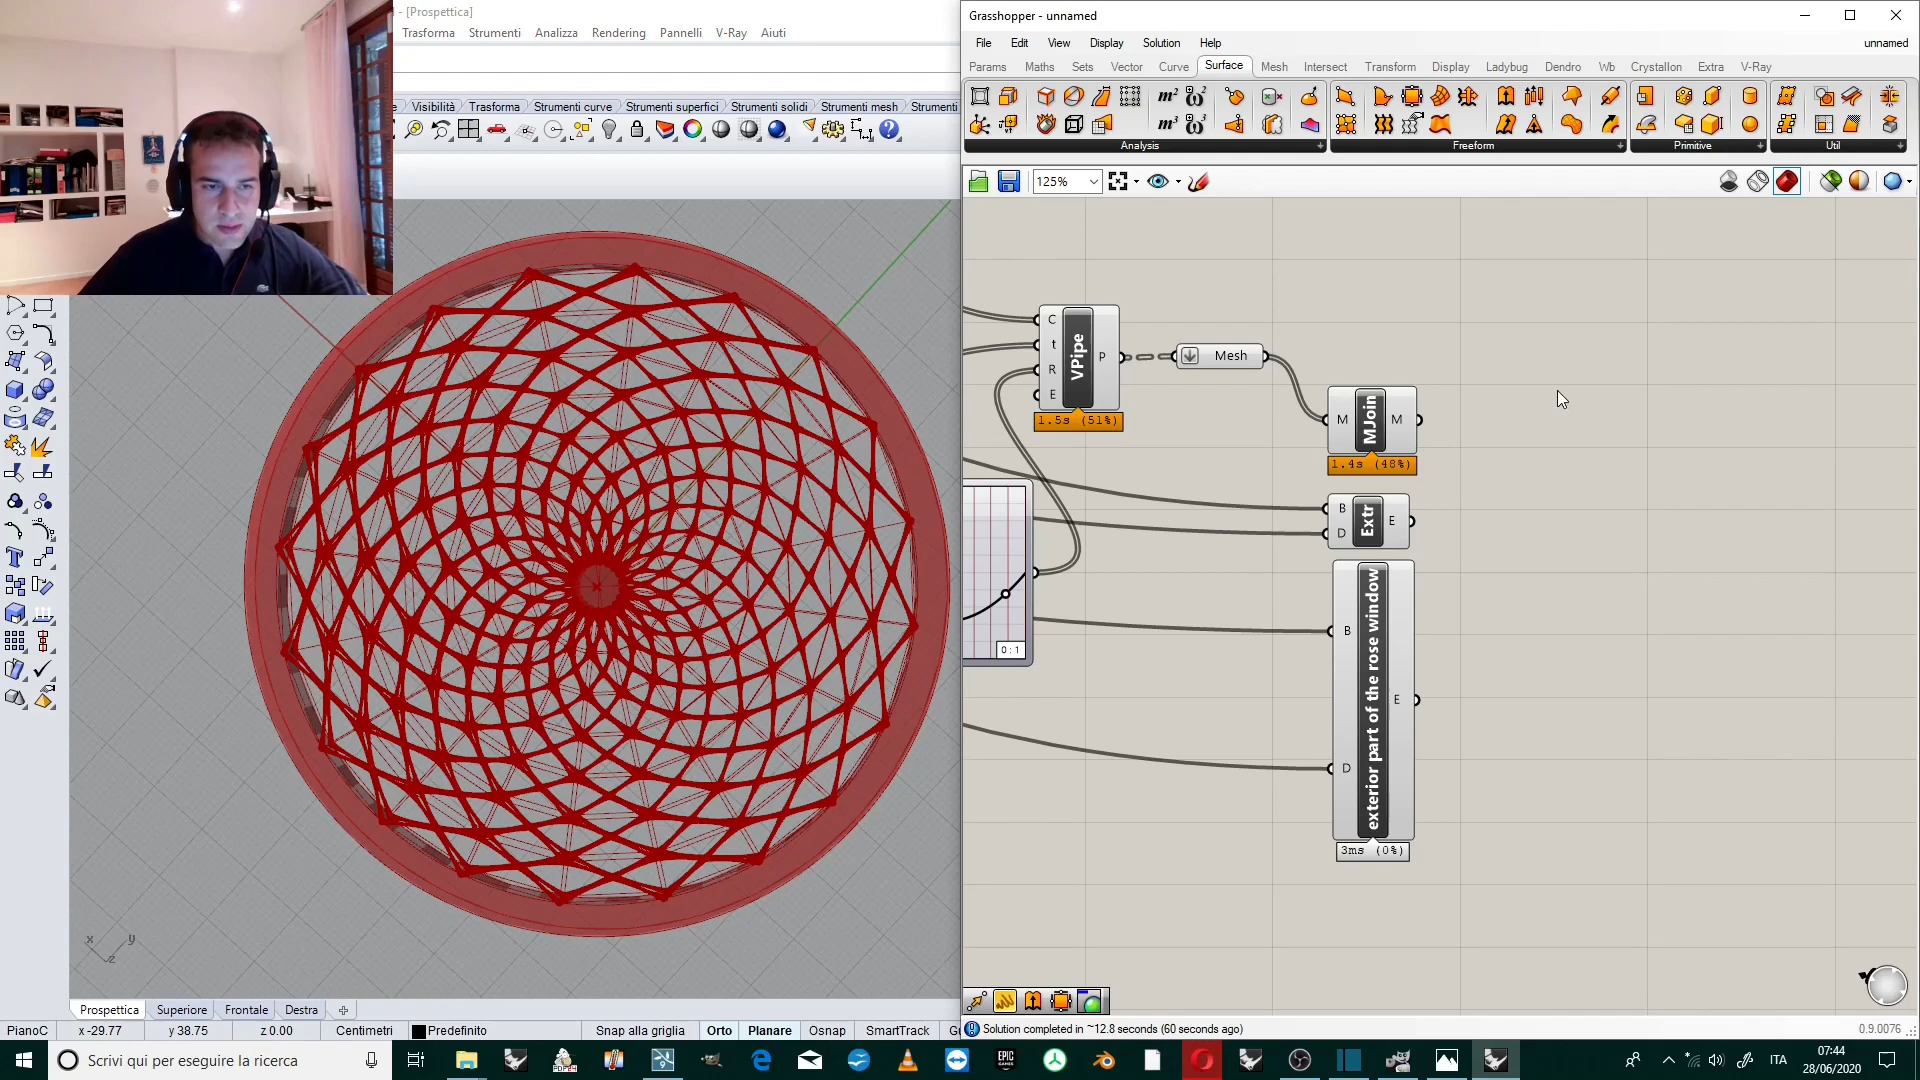 - [Prospettica]
Trasforma Strumenti Analizza Rendering Pannelli V-Ray Aiuti
Visibilità Trasforma Strumenti curve Strumenti superfici Strumenti solidi Strumenti mesh Strumenti
Grasshopper - unnamed
File Edit View Display Solution Help
unnamed
Params Maths Sets Vector Curve Surface Mesh Intersect Transform Display Ladybug Dendro Wb Crystallon Extra V-Ray
m² m³
Analysis Freeform Primitive Util
125%
C
t
R
E
VPipe
P
1.5s (51%)
Mesh
M MJoin M
1.4s (48%)
B
D
Extr
E
0 : 1
B
D
exterior part of the rose window
E
3ms (0%)
x y z
Prospettica Superiore Frontale Destra
PianoC x -29.77 y 38.75 z 0.00 Centimetri Predefinito Snap alla griglia Orto Planare Osnap SmartTrack
Solution completed in ~12.8 seconds (60 seconds ago)
0.9.0076
Scrivi qui per eseguire la ricerca
EPIC GAMES
ITA
07:44
28/06/2020